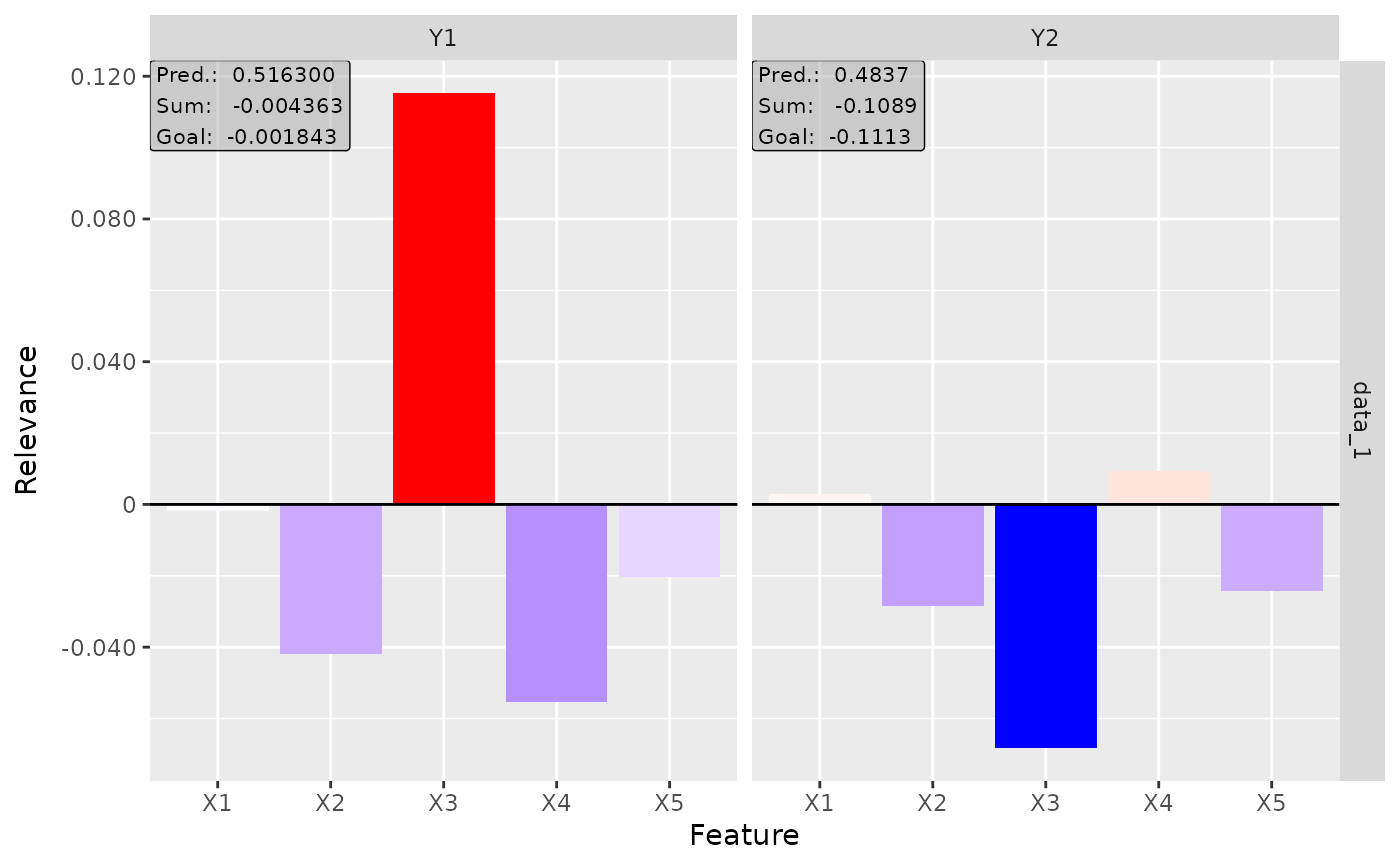 Y1 Y2
Pred.: 0.516300
Sum: -0.004363
Goal: -0.001843
Pred.: 0.4837
Sum: -0.1089
Goal: -0.1113
0.120
0.080
0.040
0
-0.040
Relevance
data_1
X1 X2 X3 X4 X5 X1 X2 X3 X4 X5
Feature